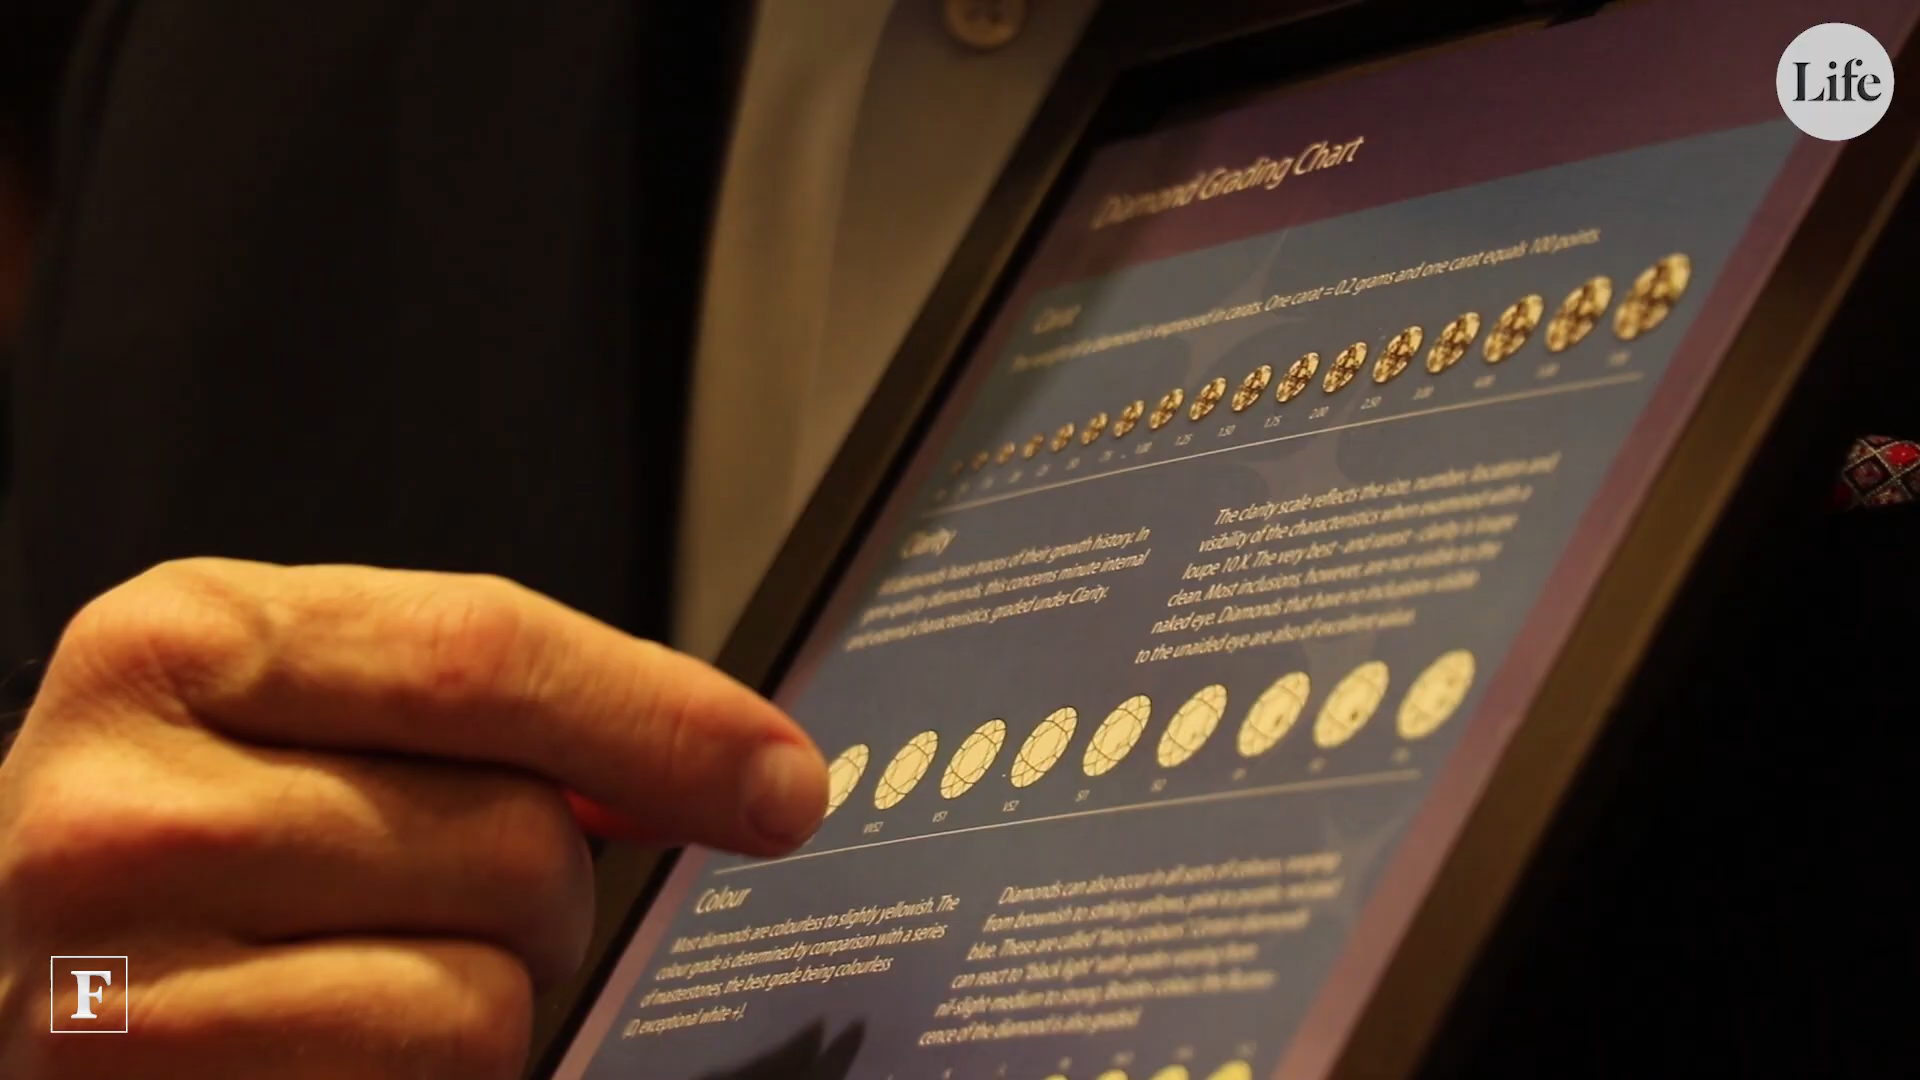 Life
Diamond Grading Chart
Carat
The weight of a diamond is expressed in carats. One carat = 0.2 grams and one carat equals 100 points.
1.00 1.25 1.50 1.75 2.00 2.50 3.00 4.00 5.00
Clarity
All diamonds have traces of their growth history. In
gem-quality diamonds, this concerns minute internal
and external characteristics, graded under Clarity.
The clarity scale reflects the size, number, location and
visibility of the characteristics when examined with a
loupe 10 X. The very best - and rarest - clarity is loupe
clean. Most inclusions, however, are not visible to the
naked eye. Diamonds that have no inclusions visible
to the unaided eye are also of excellent value.
VVS2 VS1 VS2 SI1 SI2
Colour
Most diamonds are colourless to slightly yellowish. The
colour grade is determined by comparison with a series
of masterstones, the best grade being colourless
(D, exceptional white +).
Diamonds can also occur in all sorts of colours, ranging
from brownish to striking yellow, pink to purple, red and
blue. These are called "fancy colours". Certain diamonds
can react to "black light" with grades varying from
nil-slight-medium to strong. Besides colour, the fluores-
cence of the diamond is also graded.
F